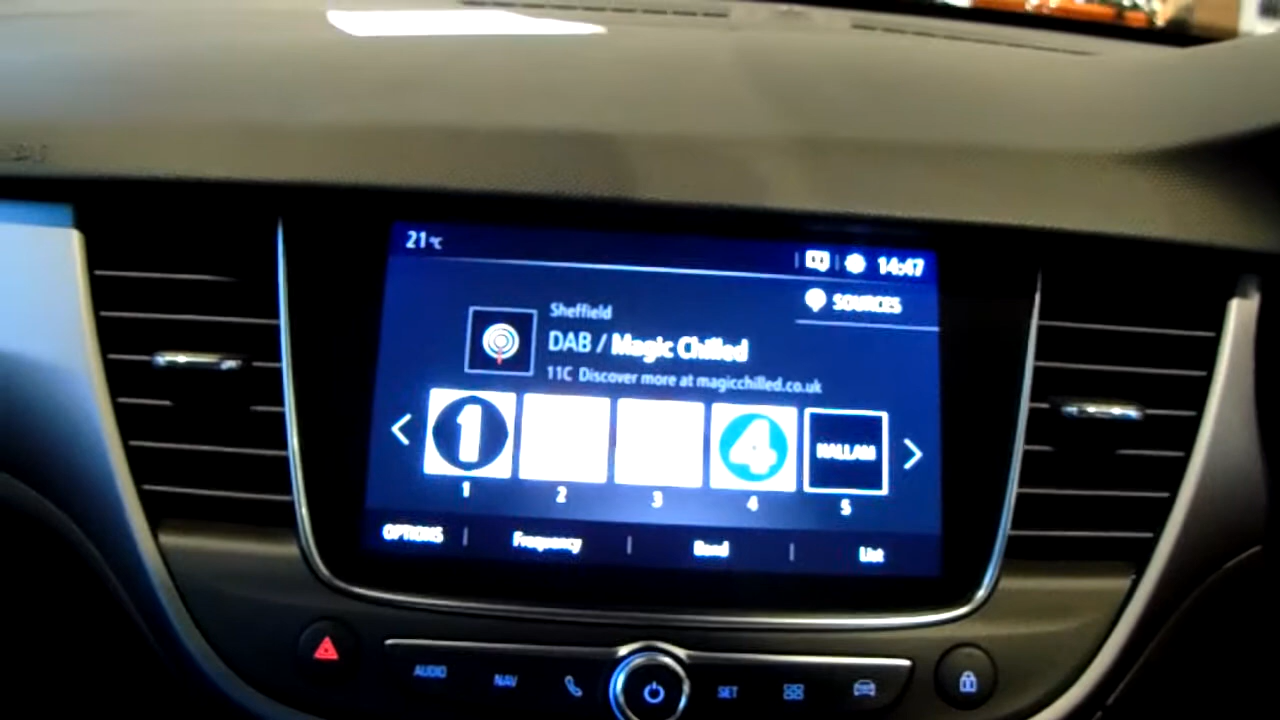 21°C
14:47
SOURCES
Sheffield
DAB / Magic Chilled
11C Discover more at magicchilled.co.uk
1 4 HALLAM
1 2 3 4 5
OPTIONS | Frequency | Band | List
AUDIO NAV SET